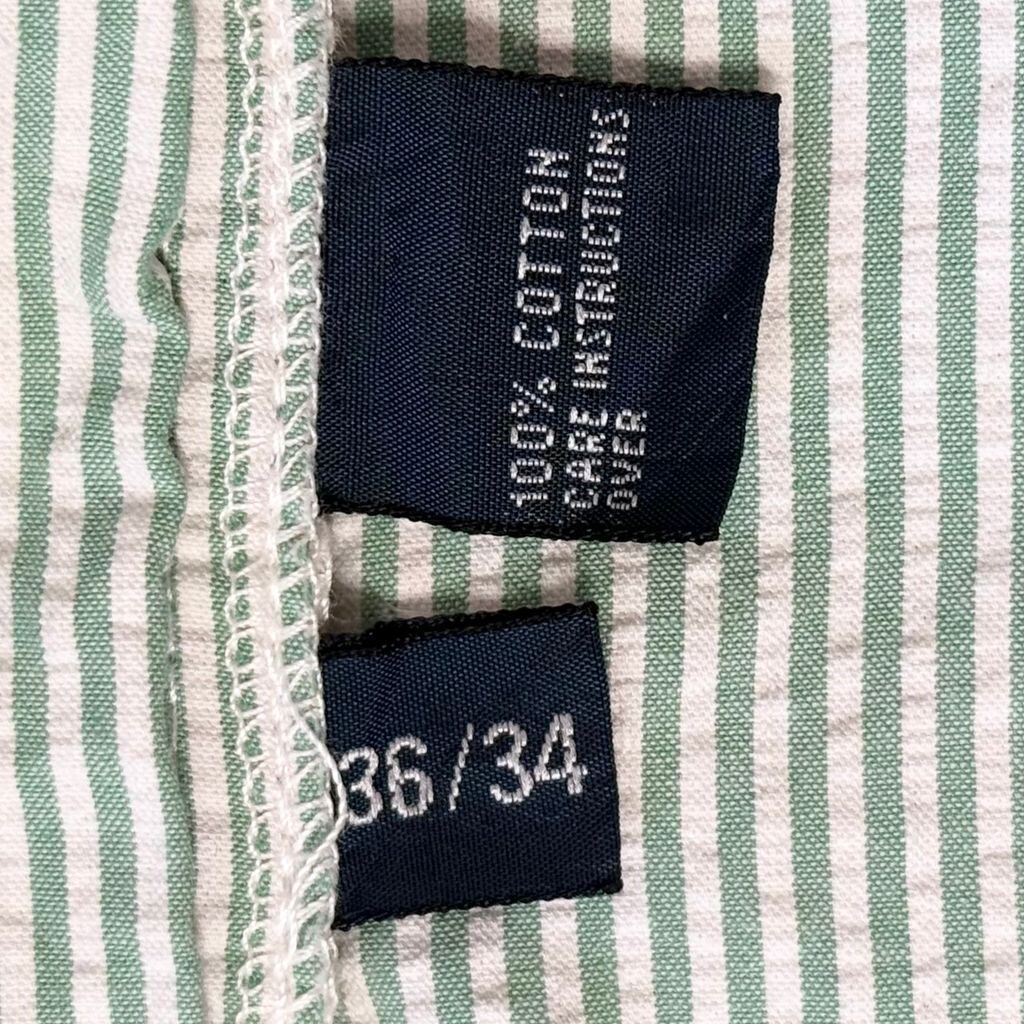 100% COTTON
CARE INSTRUCTIONS
OVER
36/34